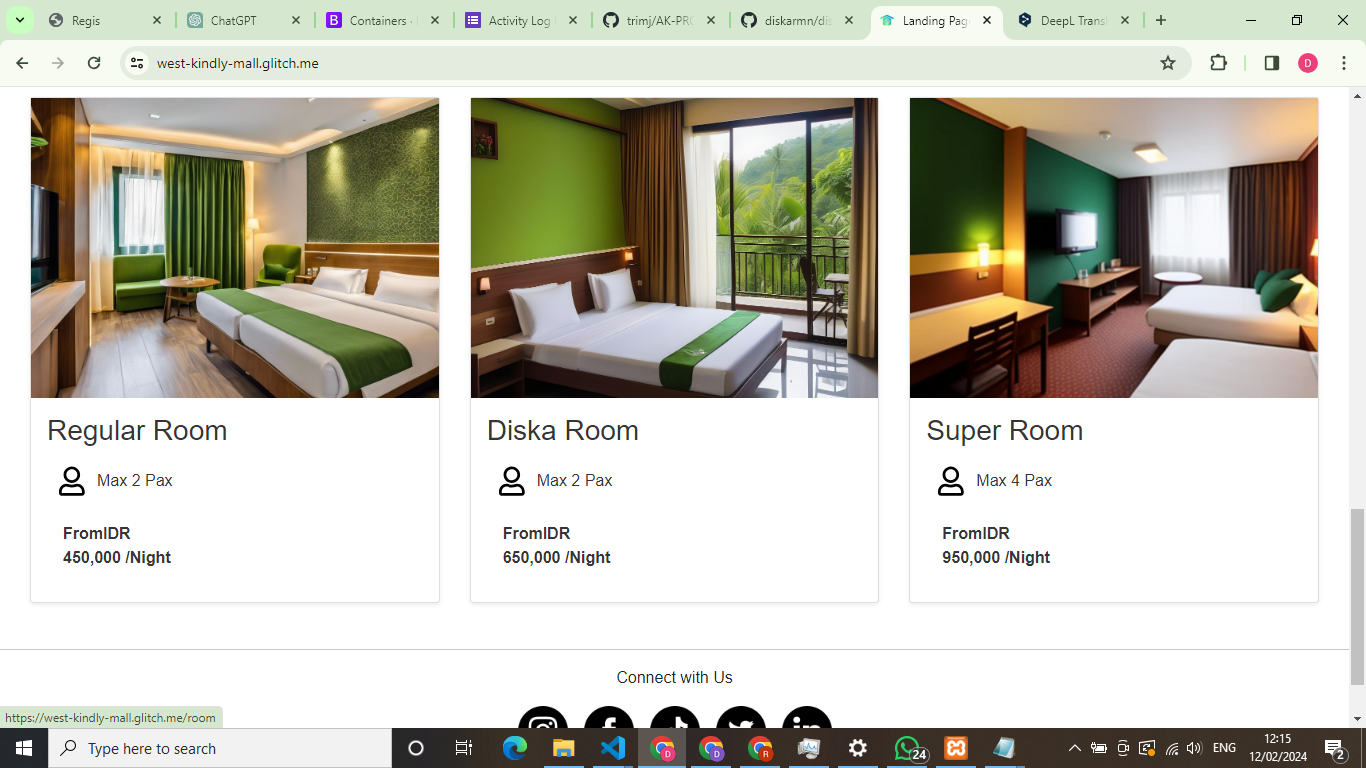 Regis
ChatGPT
Containers ·
Activity Log
trimj/AK-PRO
diskarmn/dis
Landing Pag
DeepL Transl
west-kindly-mall.glitch.me
D
Regular Room
Max 2 Pax
FromIDR
450,000 /Night
Diska Room
Max 2 Pax
FromIDR
650,000 /Night
Super Room
Max 4 Pax
FromIDR
950,000 /Night
Connect with Us
https://west-kindly-mall.glitch.me/room
Type here to search
D
D
R
24
ENG
12:15
12/02/2024
2